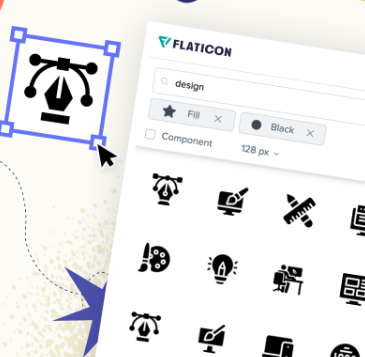 FLATICON
design
Fill ×
Black ×
Component 128 px